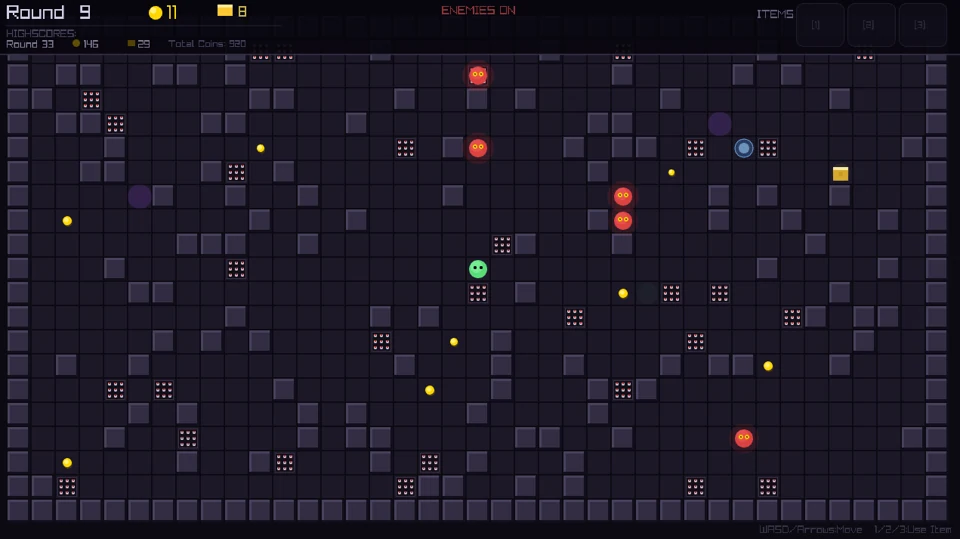 Round 9
11
8
ENEMIES ON
ITEMS
[1]
[2]
[3]
HIGHSCORES:
Round 33 146 29 Total Coins: 920
WASD/Arrows:Move 1/2/3:Use Item